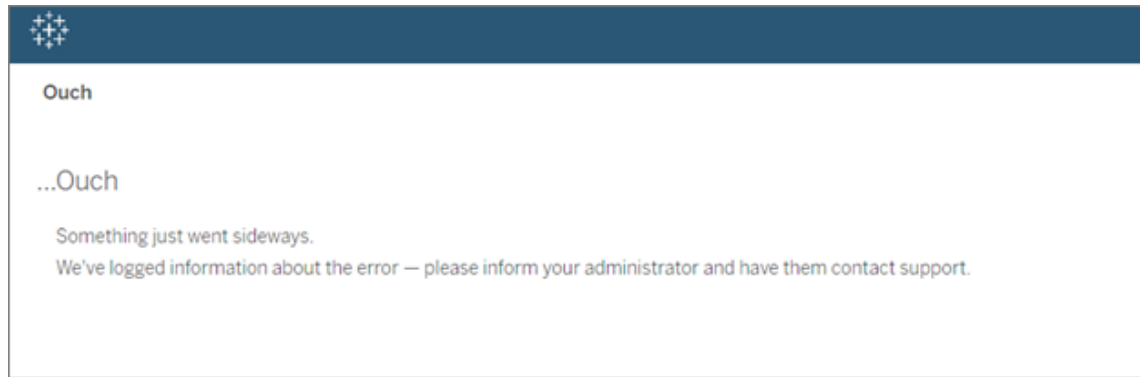 Ouch
...Ouch
Something just went sideways.
We've logged information about the error — please inform your administrator and have them contact support.